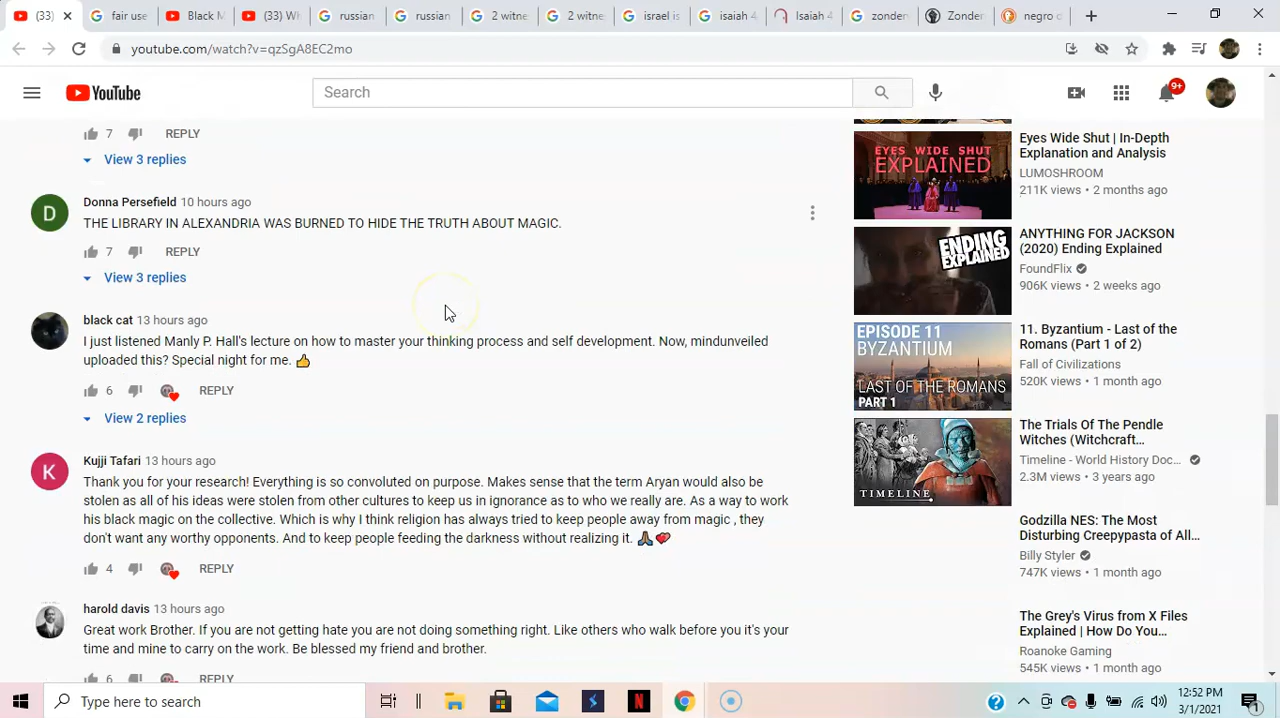 (33)
fair use
Black M
(33) Wh
russian
russian
2 witne
2 witne
israel is
isaiah 4
Isaiah 4
zonder
Zonder
negro c
youtube.com/watch?v=qzSgA8EC2mo
YouTube
Search
9+
7 REPLY
View 3 replies
Donna Persefield 10 hours ago
THE LIBRARY IN ALEXANDRIA WAS BURNED TO HIDE THE TRUTH ABOUT MAGIC.
7 REPLY
View 3 replies
black cat 13 hours ago
I just listened Manly P. Hall's lecture on how to master your thinking process and self development. Now, mindunveiled
uploaded this? Special night for me. 👍
6 REPLY
View 2 replies
K
Kujji Tafari 13 hours ago
Thank you for your research! Everything is so convoluted on purpose. Makes sense that the term Aryan would also be
stolen as all of his ideas were stolen from other cultures to keep us in ignorance as to who we really are. As a way to work
his black magic on the collective. Which is why I think religion has always tried to keep people away from magic , they
don't want any worthy opponents. And to keep people feeding the darkness without realizing it. 🙏🏾💝
4 REPLY
harold davis 13 hours ago
Great work Brother. If you are not getting hate you are not doing something right. Like others who walk before you it's your
time and mine to carry on the work. Be blessed my friend and brother.
6 REPLY
D
EYES WIDE SHUT
EXPLAINED
Eyes Wide Shut | In-Depth
Explanation and Analysis
LUMOSHROOM
211K views • 2 months ago
ENDING
EXPLAINED
ANYTHING FOR JACKSON
(2020) Ending Explained
FoundFlix
906K views • 2 weeks ago
EPISODE 11
BYZANTIUM
LAST OF THE ROMANS
PART 1
11. Byzantium - Last of the
Romans (Part 1 of 2)
Fall of Civilizations
520K views • 1 month ago
TIMELINE
The Trials Of The Pendle
Witches (Witchcraft...
Timeline - World History Doc...
2.3M views • 3 years ago
Godzilla NES: The Most
Disturbing Creepypasta of All...
Billy Styler
747K views • 1 month ago
The Grey's Virus from X Files
Explained | How Do You...
Roanoke Gaming
545K views • 1 month ago
Type here to search
12:52 PM
3/1/2021
1